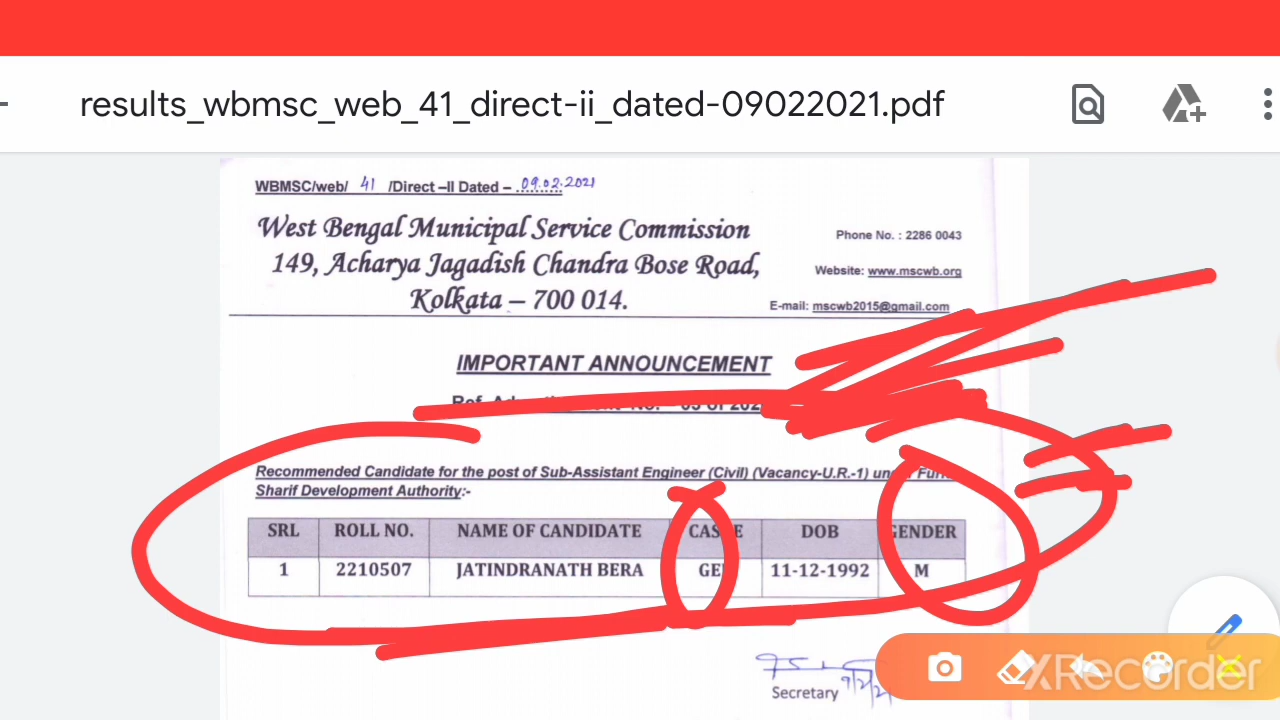 results_wbmsc_web_41_direct-ii_dated-09022021.pdf
WBMSC/web/ 41 /Direct –II Dated – 09.02.2021
West Bengal Municipal Service Commission
149, Acharya Jagadish Chandra Bose Road,
Kolkata – 700 014.
Phone No. : 2286 0043
Website: www.mscwb.org
E-mail: mscwb2015@gmail.com
IMPORTANT ANNOUNCEMENT
Recommended Candidate for the post of Sub-Assistant Engineer (Civil) (Vacancy-U.R.-1)
Sharif Development Authority:-
SRL ROLL NO. NAME OF CANDIDATE DOB GENDER
1 2210507 JATINDRANATH BERA 11-12-1992 M
Secretary
XRecorder